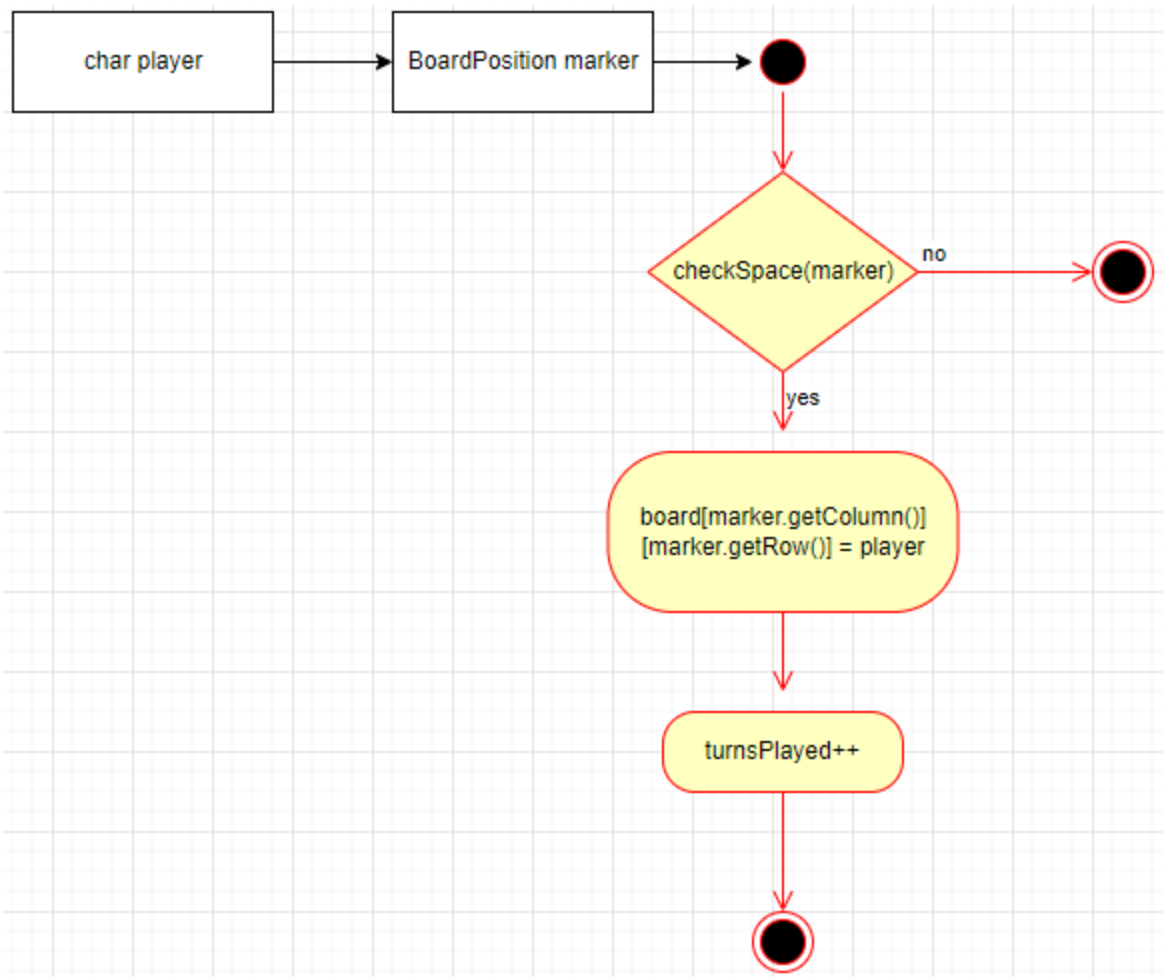 char player
BoardPosition marker
checkSpace(marker)
no
yes
board[marker.getColumn()]
[marker.getRow()] = player
turnsPlayed++